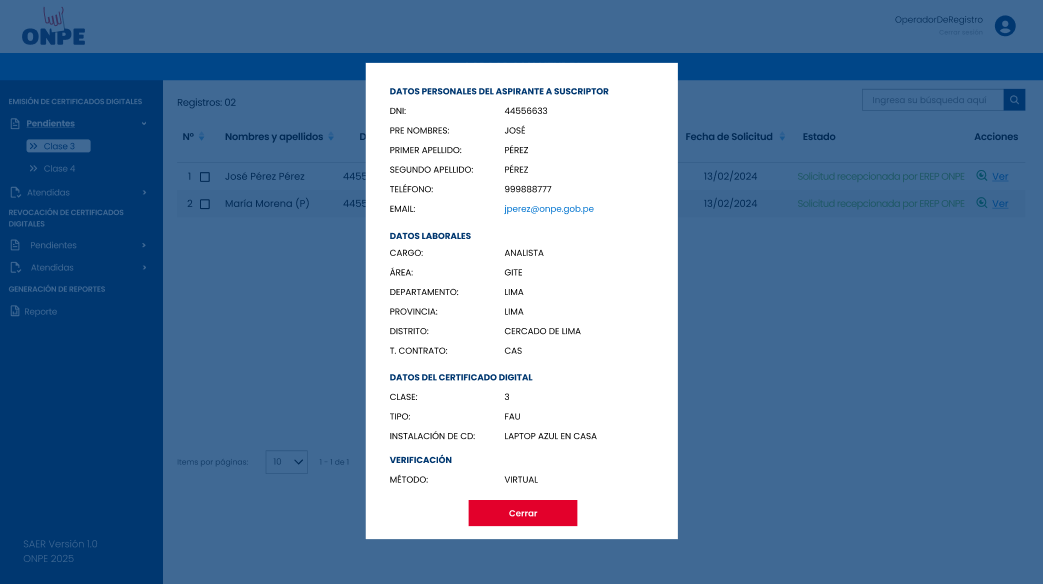 ONPE
OperadorDeRegistro
Cerrar sesión
EMISIÓN DE CERTIFICADOS DIGITALES
Pendientes
Clase 3
Clase 4
Atendidas
REVOCACIÓN DE CERTIFICADOS
DIGITALES
Pendientes
Atendidas
GENERACIÓN DE REPORTES
Reporte
SAER Versión 1.0
ONPE 2025
Registros: 02
Ingresa su búsqueda aquí
N° Nombres y apellidos D Fecha de Solicitud Estado Acciones
1 José Pérez Pérez 4455 13/02/2024 Solicitud recepcionada por EREP ONPE Ver
2 María Morena (P) 4455 13/02/2024 Solicitud recepcionada por EREP ONPE Ver
Items por páginas: 10 1 - 1 de 1
DATOS PERSONALES DEL ASPIRANTE A SUSCRIPTOR
DNI: 44556633
PRE NOMBRES: JOSÉ
PRIMER APELLIDO: PÉREZ
SEGUNDO APELLIDO: PÉREZ
TELÉFONO: 999888777
EMAIL: jperez@onpe.gob.pe
DATOS LABORALES
CARGO: ANALISTA
ÁREA: GITE
DEPARTAMENTO: LIMA
PROVINCIA: LIMA
DISTRITO: CERCADO DE LIMA
T. CONTRATO: CAS
DATOS DEL CERTIFICADO DIGITAL
CLASE: 3
TIPO: FAU
INSTALACIÓN DE CD: LAPTOP AZUL EN CASA
VERIFICACIÓN
MÉTODO: VIRTUAL
Cerrar